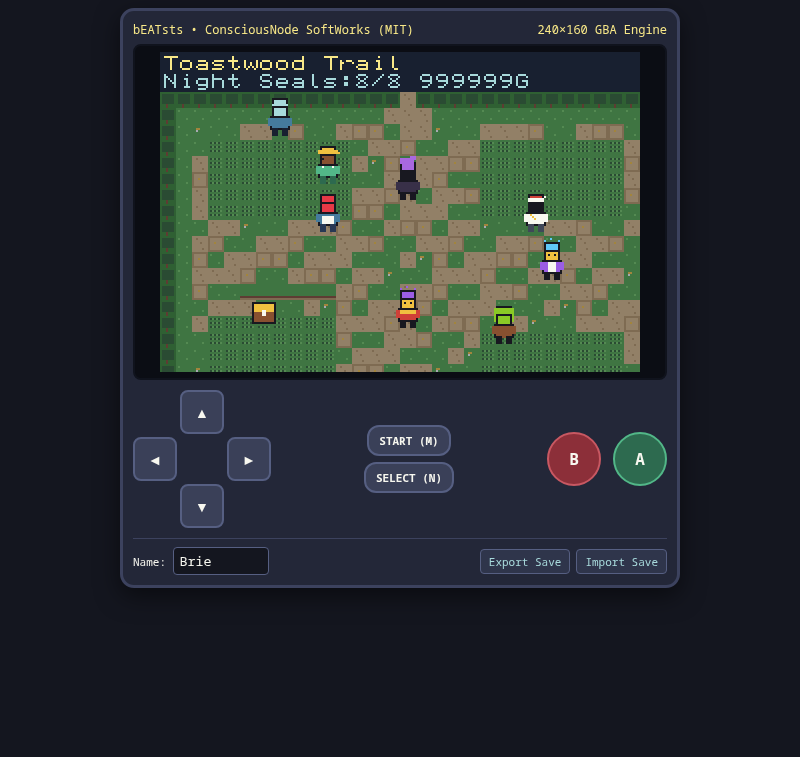 bEATsts • ConsciousNode SoftWorks (MIT)
240×160 GBA Engine
Toastwood Trail
Night Seals:8/8 999999G
▲
◀
▶
▼
START (M)
SELECT (N)
B
A
Name: Brie
Export Save
Import Save